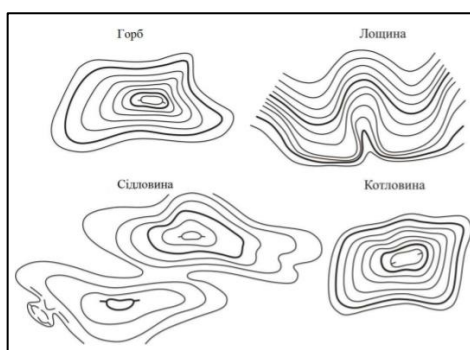 Горб
Лощина
Сідловина
Котловина